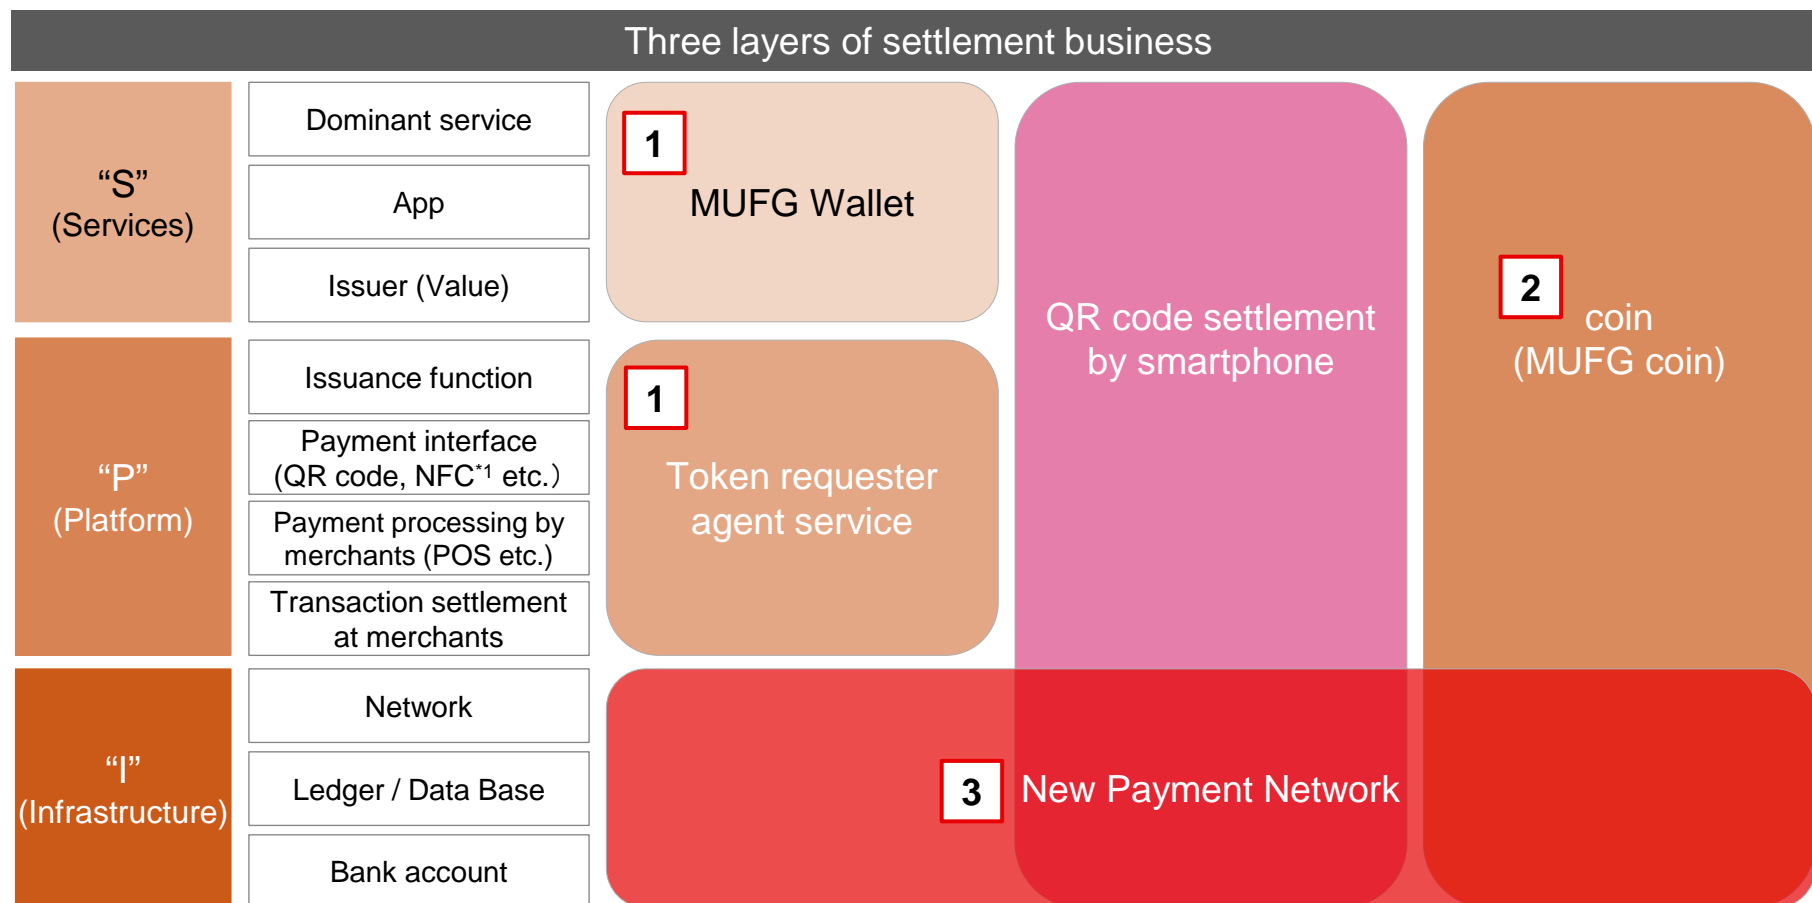 Three layers of settlement business
“S”
(Services)
Dominant service
App
Issuer (Value)
1
MUFG Wallet
“P”
(Platform)
Issuance function
Payment interface
(QR code, NFC*1 etc.）
Payment processing by
merchants (POS etc.)
Transaction settlement
at merchants
1
Token requester
agent service
QR code settlement
by smartphone
2
coin
(MUFG coin)
“I”
(Infrastructure)
Network
Ledger / Data Base
Bank account
3
New Payment Network